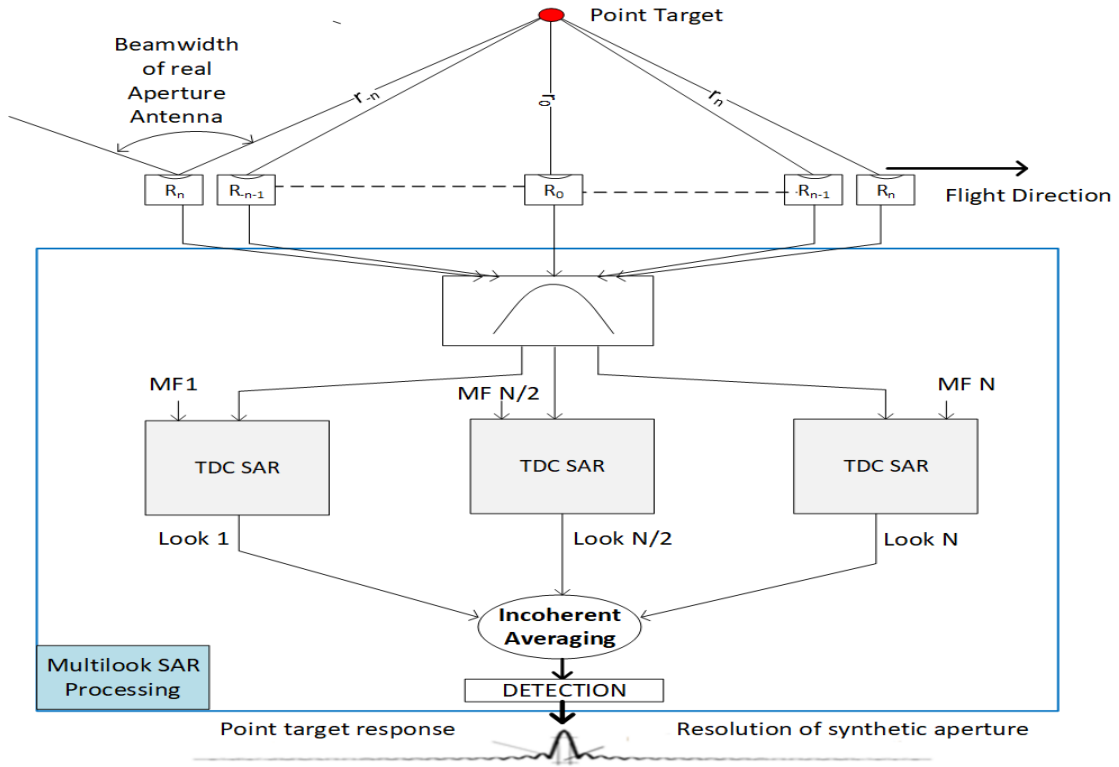 Point Target
Beamwidth
of real
Aperture
Antenna
r-n
r0
rn
Rn
R-n-1
R0
Rn-1
Rn
Flight Direction
MF1
MF N/2
MF N
TDC SAR
TDC SAR
TDC SAR
Look 1
Look N/2
Look N
Incoherent
Averaging
Multilook SAR
Processing
DETECTION
Point target response
Resolution of synthetic aperture